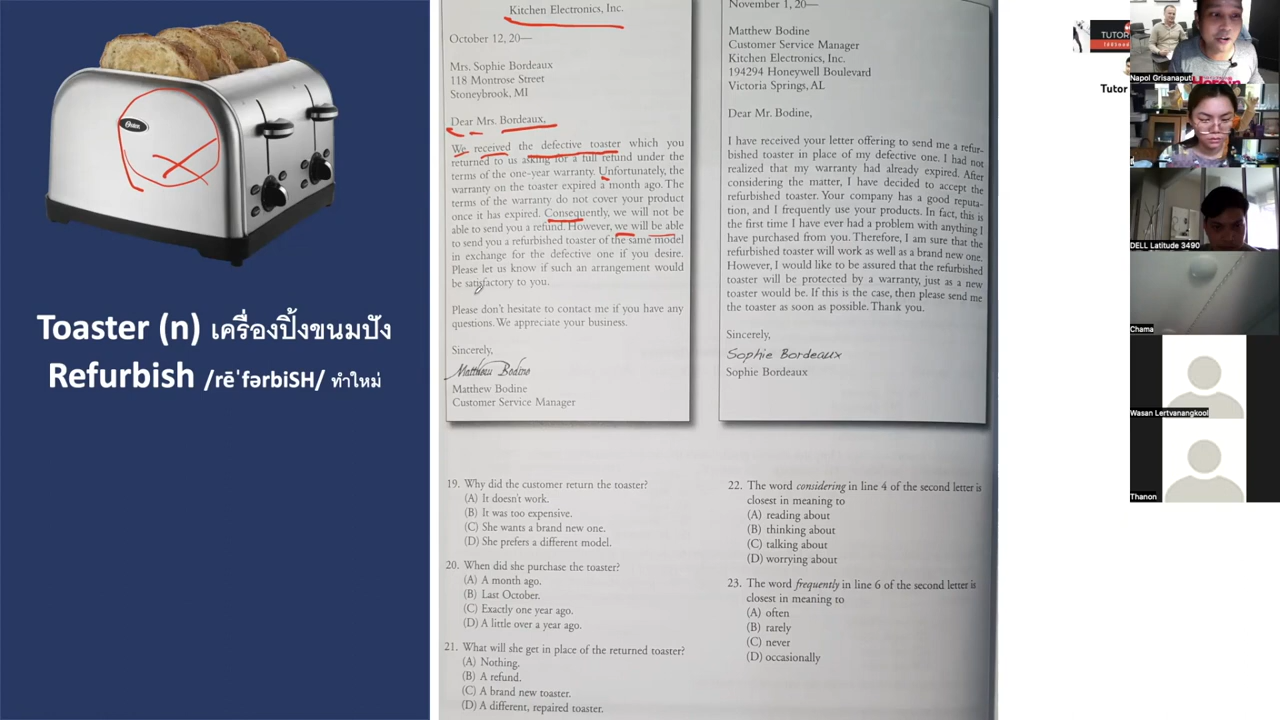 Oster
Toaster (n) เครื่องปิ้งขนมปัง
Refurbish /rēˈfərbiSH/ ทำใหม่
Kitchen Electronics, Inc.
October 12, 20—
Mrs. Sophie Bordeaux
118 Montrose Street
Stoneybrook, MI
Dear Mrs. Bordeaux,
We received the defective toaster which you
returned to us asking for a full refund under the
terms of the one-year warranty. Unfortunately, the
warranty on the toaster expired a month ago. The
terms of the warranty do not cover your product
once it has expired. Consequently, we will not be
able to send you a refund. However, we will be able
to send you a refurbished toaster of the same model
in exchange for the defective one if you desire.
Please let us know if such an arrangement would
be satisfactory to you.
Please don't hesitate to contact me if you have any
questions. We appreciate your business.
Sincerely,
Matthew Bodine
Matthew Bodine
Customer Service Manager
November 1, 20—
Matthew Bodine
Customer Service Manager
Kitchen Electronics, Inc.
194294 Honeywell Boulevard
Victoria Springs, AL
Dear Mr. Bodine,
I have received your letter offering to send me a refur-
bished toaster in place of my defective one. I had not
realized that my warranty had already expired. After
considering the matter, I have decided to accept the
refurbished toaster. Your company has a good reputa-
tion, and I frequently use your products. In fact, this is
the first time I have ever had a problem with anything I
have purchased from you. Therefore, I am sure that the
refurbished toaster will work as well as a brand new one.
However, I would like to be assured that the refurbished
toaster will be protected by a warranty, just as a new
toaster would be. If this is the case, then please send me
the toaster as soon as possible. Thank you.
Sincerely,
Sophie Bordeaux
Sophie Bordeaux
19. Why did the customer return the toaster?
(A) It doesn't work.
(B) It was too expensive.
(C) She wants a brand new one.
(D) She prefers a different model.
20. When did she purchase the toaster?
(A) A month ago.
(B) Last October.
(C) Exactly one year ago.
(D) A little over a year ago.
21. What will she get in place of the returned toaster?
(A) Nothing.
(B) A refund.
(C) A brand new toaster.
(D) A different, repaired toaster.
22. The word considering in line 4 of the second letter is
closest in meaning to
(A) reading about
(B) thinking about
(C) talking about
(D) worrying about
23. The word frequently in line 6 of the second letter is
closest in meaning to
(A) often
(B) rarely
(C) never
(D) occasionally
TUTOR
Tutor
Napol Grisanaputi
DELL Latitude 3490
Chama
Wasan Lertvanangkool
Thanon